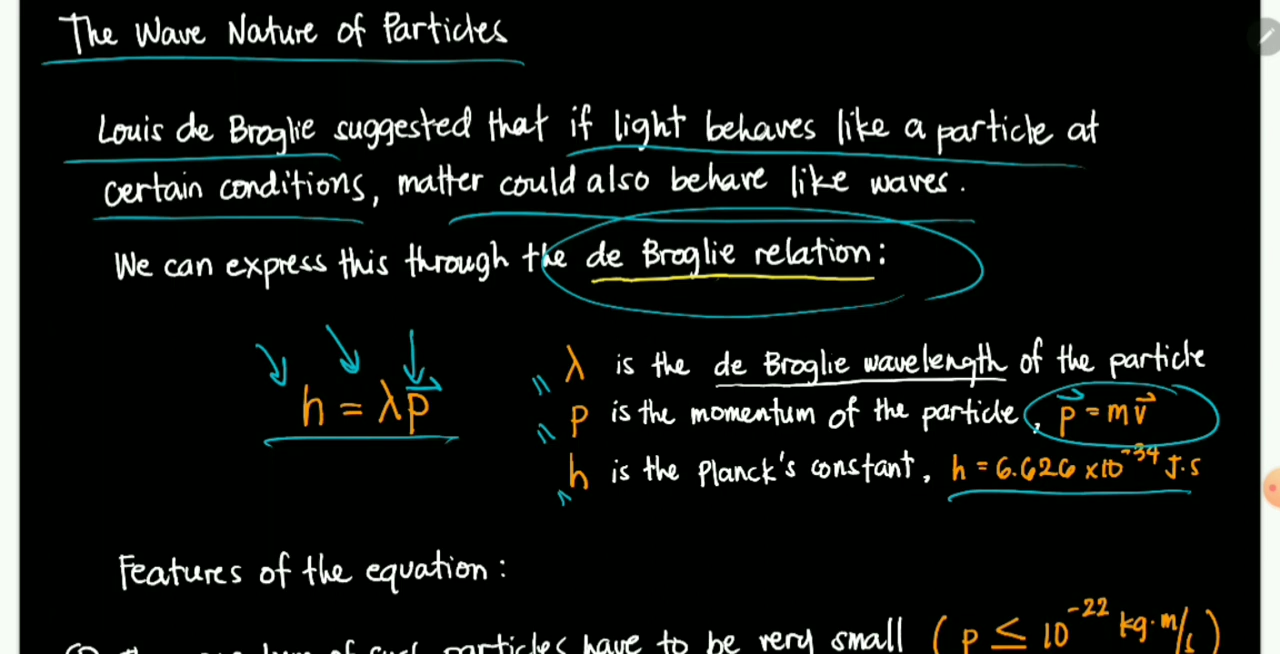 The Wave Nature of Particles
Louis de Broglie suggested that if light behaves like a particle at
certain conditions, matter could also behave like waves.
We can express this through the de Broglie relation:
h = λp⃗
λ is the de Broglie wavelength of the particle
p is the momentum of the particle, p⃗ = mv⃗
h is the Planck's constant, h = 6.626 x10⁻³⁴ J.s
Features of the equation:
particles have to be very small (p ≤ 10⁻²² kg·m/s)